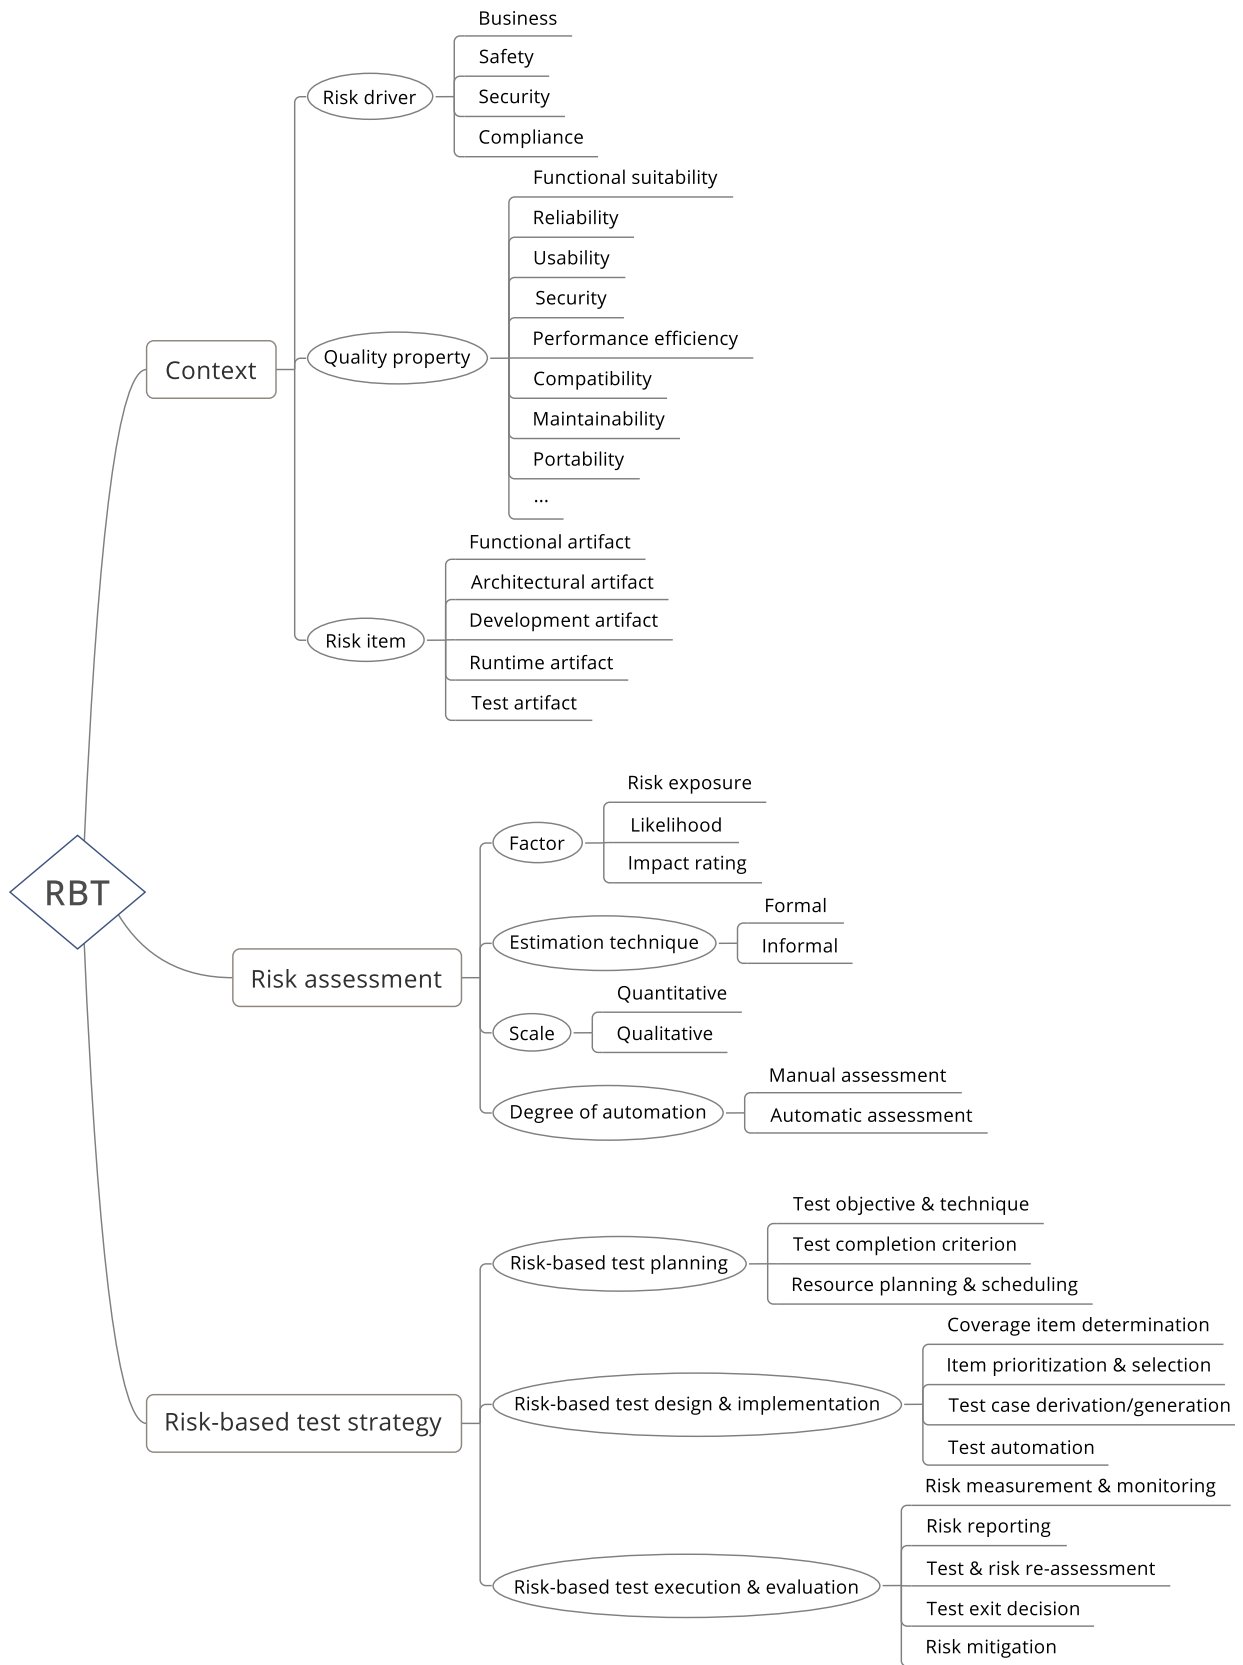 RBT
Context
Risk driver
Business
Safety
Security
Compliance
Quality property
Functional suitability
Reliability
Usability
Security
Performance efficiency
Compatibility
Maintainability
Portability
...
Risk item
Functional artifact
Architectural artifact
Development artifact
Runtime artifact
Test artifact
Risk assessment
Factor
Risk exposure
Likelihood
Impact rating
Estimation technique
Formal
Informal
Scale
Quantitative
Qualitative
Degree of automation
Manual assessment
Automatic assessment
Risk-based test strategy
Risk-based test planning
Test objective & technique
Test completion criterion
Resource planning & scheduling
Risk-based test design & implementation
Coverage item determination
Item prioritization & selection
Test case derivation/generation
Test automation
Risk-based test execution & evaluation
Risk measurement & monitoring
Risk reporting
Test & risk re-assessment
Test exit decision
Risk mitigation